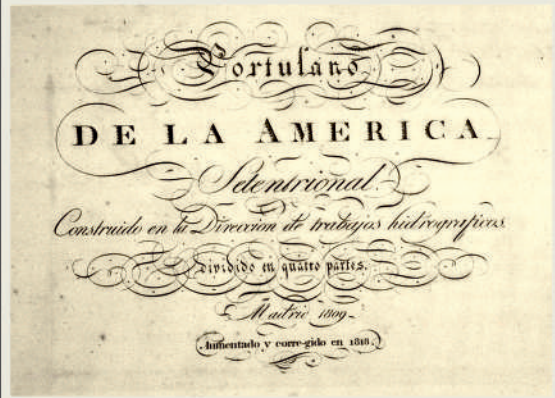 Portulano
DE LA AMERICA
Setentrional.
Construido en la Direccion de trabajos hidrograficos.
dividido en quatro partes.
Madrid 1809.
Aumentado y corregido en 1818.